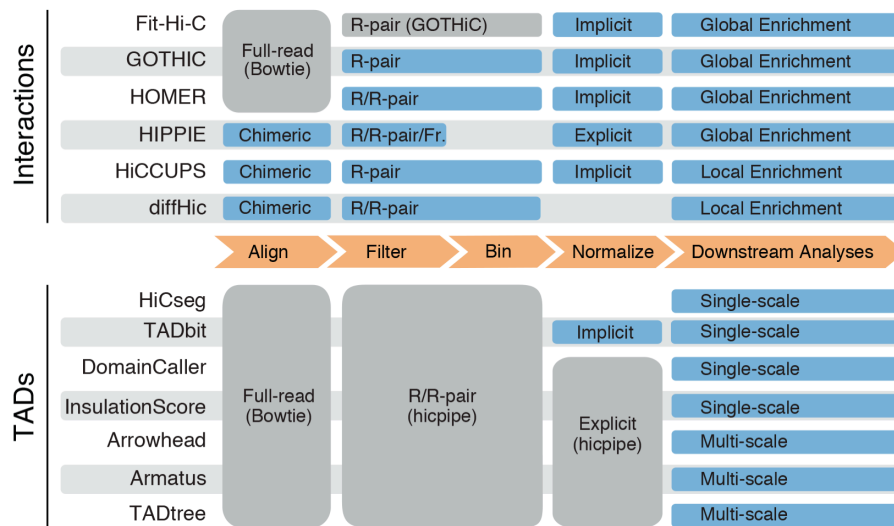 Interactions
Fit-Hi-C R-pair (GOTHiC) Implicit Global Enrichment
Full-read
(Bowtie)
GOTHIC R-pair Implicit Global Enrichment
HOMER R/R-pair Implicit Global Enrichment
HIPPIE Chimeric R/R-pair/Fr. Explicit Global Enrichment
HiCCUPS Chimeric R-pair Implicit Local Enrichment
diffHic Chimeric R/R-pair Local Enrichment
Align Filter Bin Normalize Downstream Analyses
TADs
HiCseg Single-scale
TADbit Implicit Single-scale
DomainCaller Single-scale
InsulationScore Single-scale
Full-read
(Bowtie)
R/R-pair
(hicpipe)
Explicit
(hicpipe)
Arrowhead Multi-scale
Armatus Multi-scale
TADtree Multi-scale